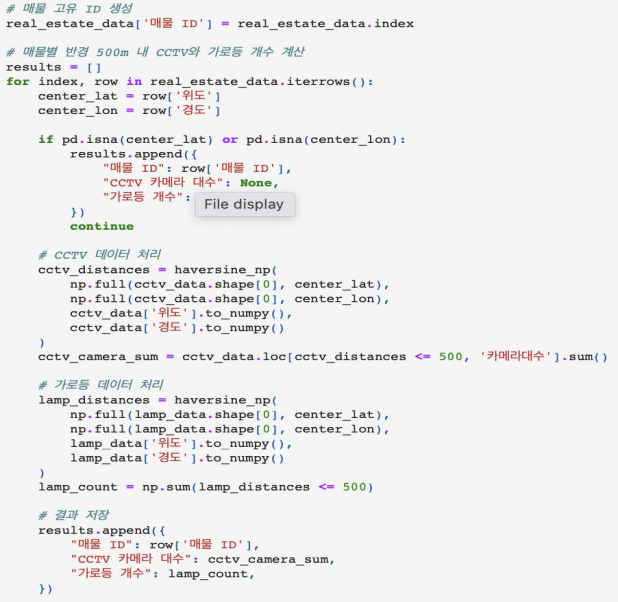 # 매물 고유 ID 생성
real_estate_data['매물 ID'] = real_estate_data.index
# 매물별 반경 500m 내 CCTV와 가로등 개수 계산
results = []
for index, row in real_estate_data.iterrows():
    center_lat = row['위도']
    center_lon = row['경도']
    if pd.isna(center_lat) or pd.isna(center_lon):
        results.append({
            "매물 ID": row['매물 ID'],
            "CCTV 카메라 대수": None,
            "가로등 개수":
File display
        })
        continue
    # CCTV 데이터 처리
    cctv_distances = haversine_np(
        np.full(cctv_data.shape[0], center_lat),
        np.full(cctv_data.shape[0], center_lon),
        cctv_data['위도'].to_numpy(),
        cctv_data['경도'].to_numpy()
    )
    cctv_camera_sum = cctv_data.loc[cctv_distances <= 500, '카메라대수'].sum()
    # 가로등 데이터 처리
    lamp_distances = haversine_np(
        np.full(lamp_data.shape[0], center_lat),
        np.full(lamp_data.shape[0], center_lon),
        lamp_data['위도'].to_numpy(),
        lamp_data['경도'].to_numpy()
    )
    lamp_count = np.sum(lamp_distances <= 500)
    # 결과 저장
    results.append({
        "매물 ID": row['매물 ID'],
        "CCTV 카메라 대수": cctv_camera_sum,
        "가로등 개수": lamp_count,
    })